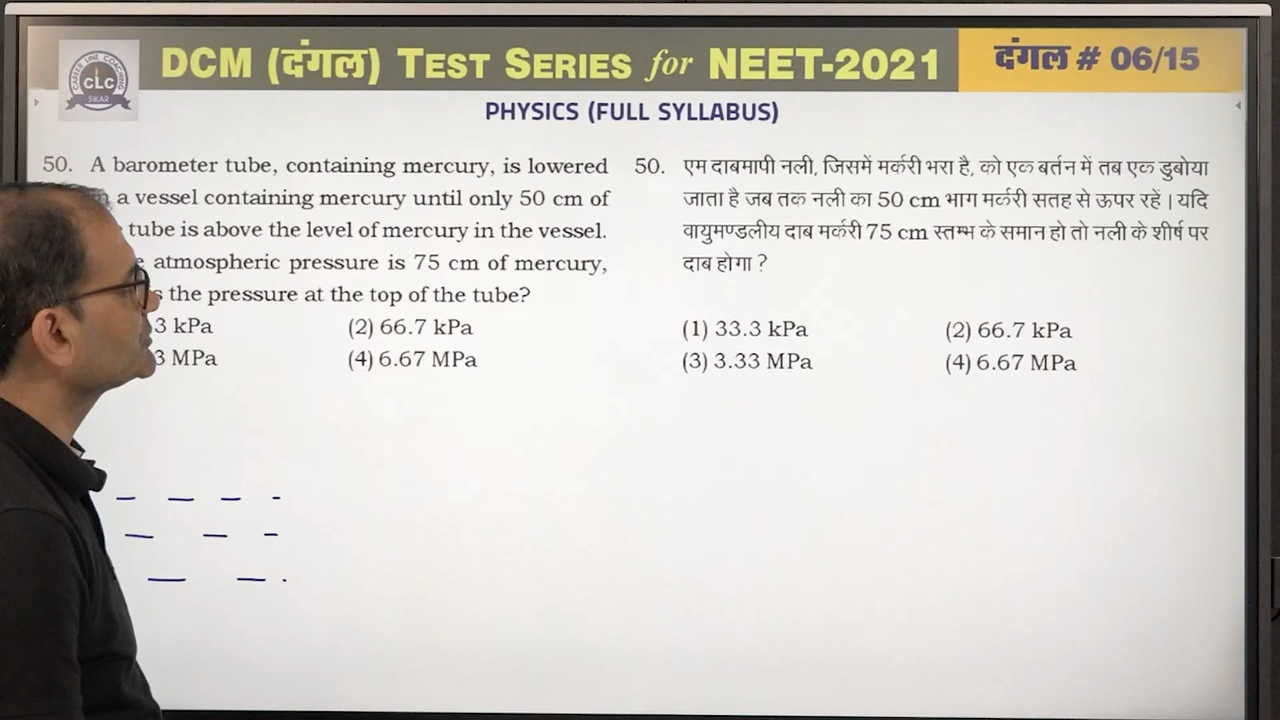 DCM (दंगल) TEST SERIES for NEET-2021
दंगल # 06/15
CAREER LINE COACHING
CLC
SIKAR
PHYSICS (FULL SYLLABUS)
50. A barometer tube, containing mercury, is lowered
a vessel containing mercury until only 50 cm of
tube is above the level of mercury in the vessel.
atmospheric pressure is 75 cm of mercury,
the pressure at the top of the tube?
3 kPa (2) 66.7 kPa
3 MPa (4) 6.67 MPa
50. एम दाबमापी नली, जिसमें मर्करी भरा है, को एक बर्तन में तब एक डुबोया
जाता है जब तक नली का 50 cm भाग मर्करी सतह से ऊपर रहें। यदि
वायुमण्डलीय दाब मर्करी 75 cm स्तम्भ के समान हो तो नली के शीर्ष पर
दाब होगा ?
(1) 33.3 kPa (2) 66.7 kPa
(3) 3.33 MPa (4) 6.67 MPa